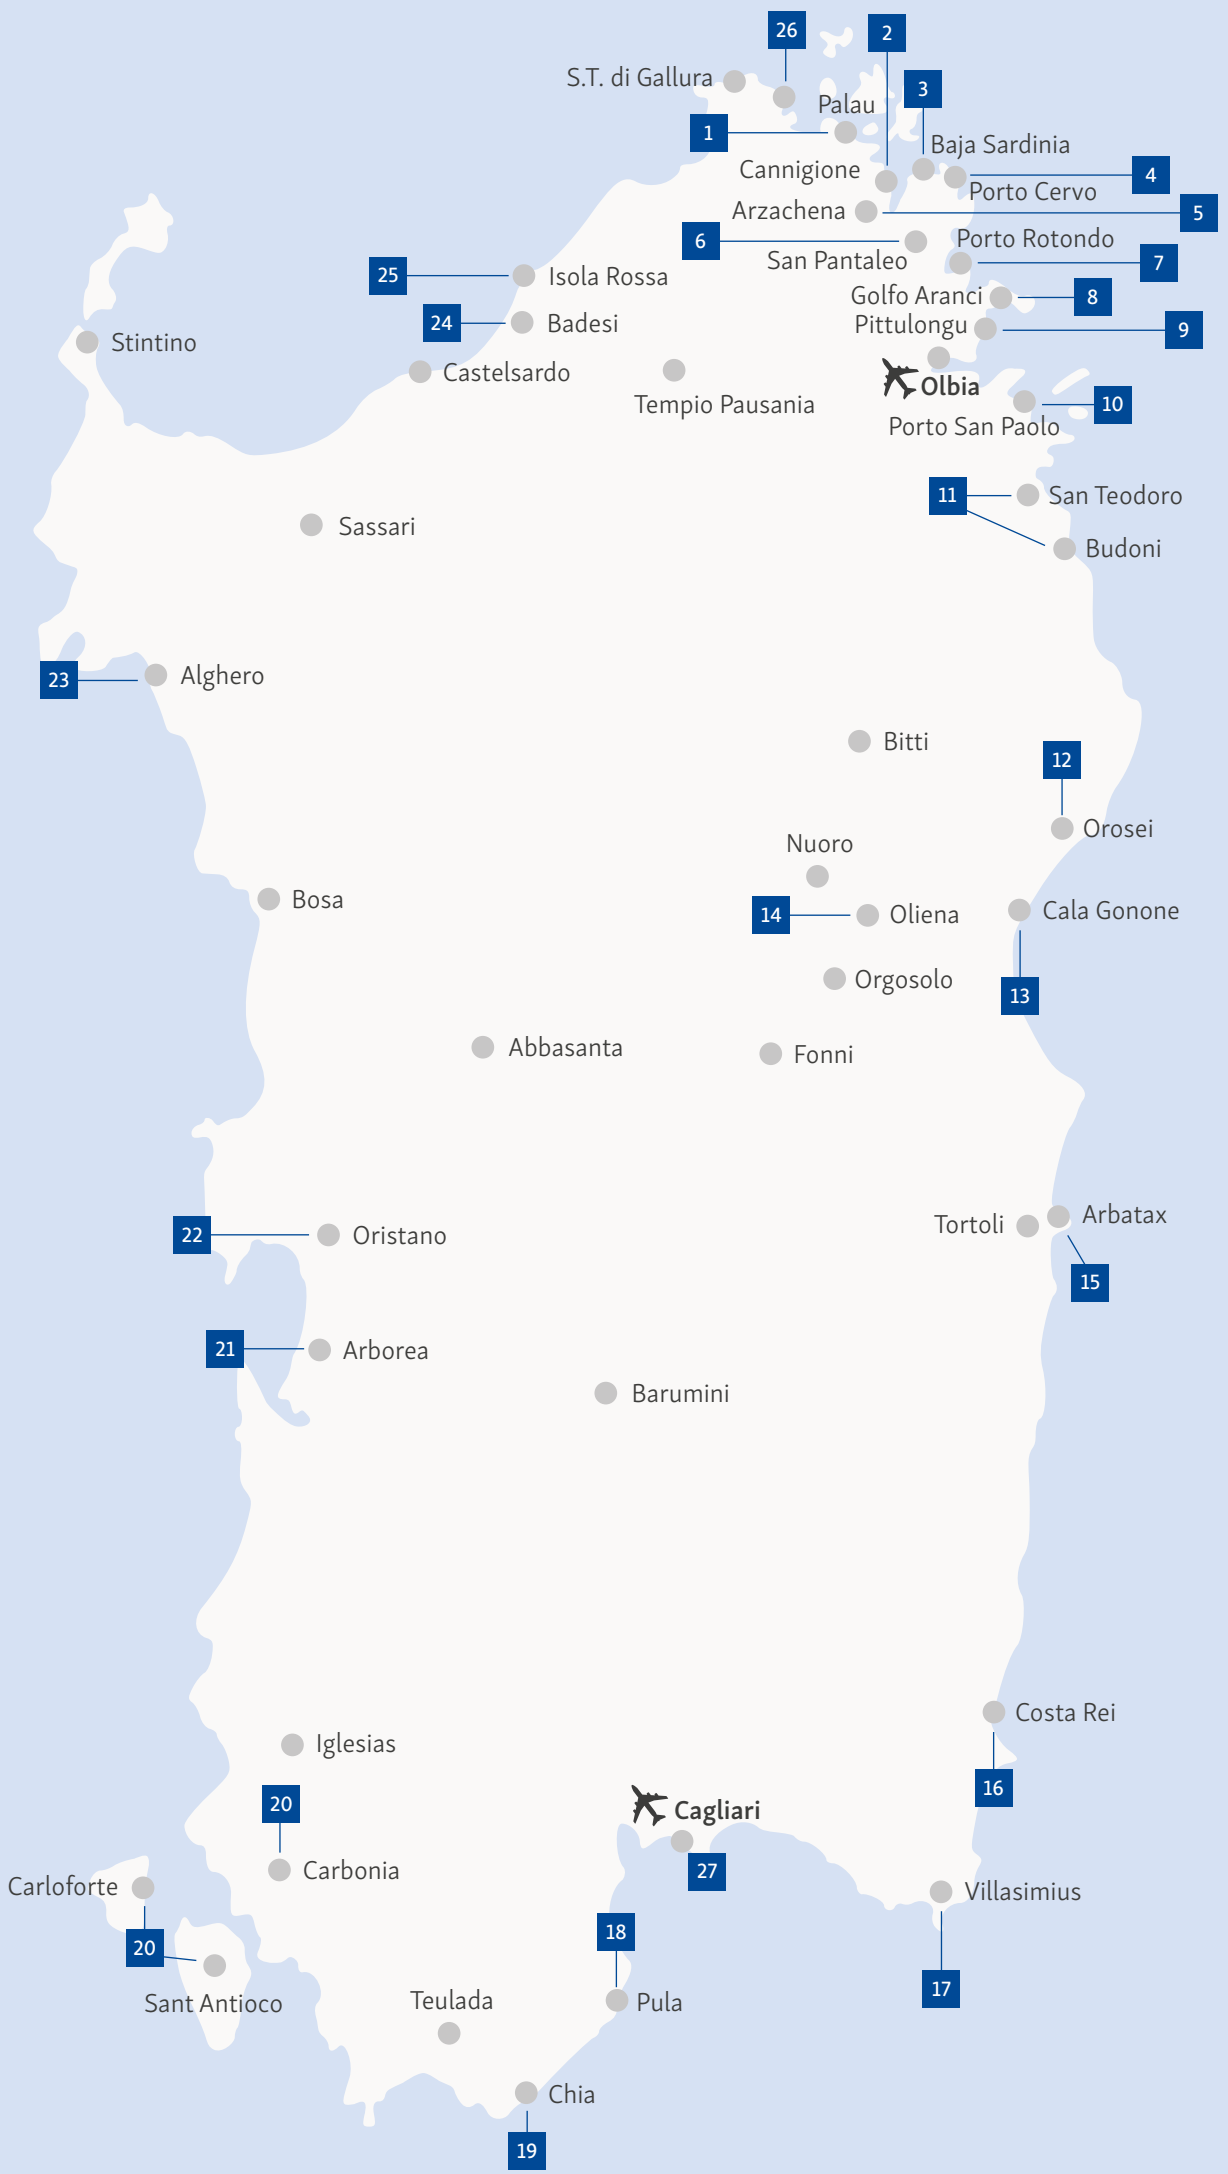 26
2
S.T. di Gallura
3
Palau
1
Baja Sardinia
Cannigione
4
Porto Cervo
Arzachena
5
6
Porto Rotondo
San Pantaleo
7
25
Isola Rossa
Golfo Aranci
8
24
Badesi
Pittulongu
9
Stintino
Castelsardo
Olbia
Tempio Pausania
10
Porto San Paolo
11
San Teodoro
Sassari
Budoni
23
Alghero
Bitti
12
Orosei
Nuoro
Bosa
14
Oliena
Cala Gonone
Orgosolo
13
Abbasanta
Fonni
Arbatax
Tortoli
22
Oristano
15
21
Arborea
Barumini
Costa Rei
Iglesias
16
20
Cagliari
Carbonia
27
Carloforte
Villasimius
18
20
17
Sant Antioco
Teulada
Pula
Chia
19